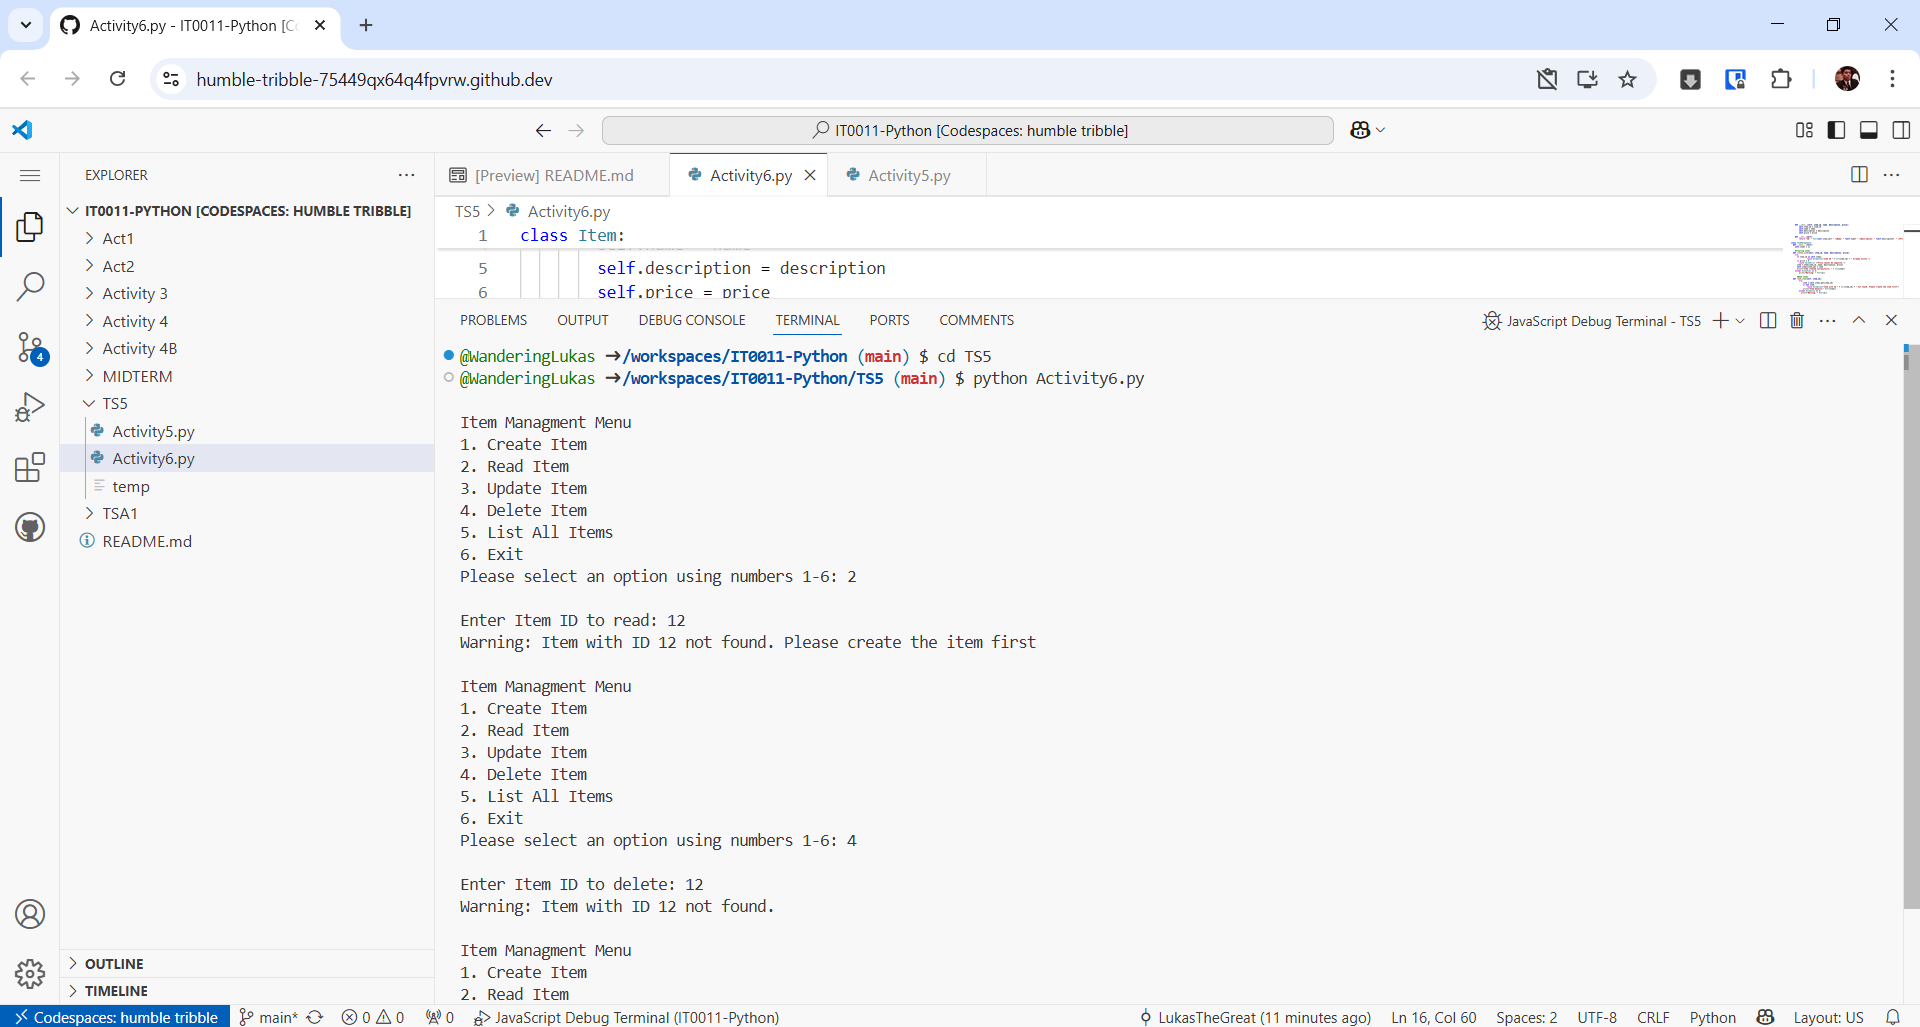 Activity6.py - IT0011-Python [Co
humble-tribble-75449qx64q4fpvrw.github.dev
IT0011-Python [Codespaces: humble tribble]
EXPLORER
IT0011-PYTHON [CODESPACES: HUMBLE TRIBBLE]
Act1
Act2
Activity 3
Activity 4
Activity 4B
MIDTERM
TS5
Activity5.py
Activity6.py
temp
TSA1
README.md
OUTLINE
TIMELINE
4
[Preview] README.md
Activity6.py
Activity5.py
TS5 > Activity6.py
1 class Item:
5 self.description = description
6 self.price = price
PROBLEMS OUTPUT DEBUG CONSOLE TERMINAL PORTS COMMENTS
JavaScript Debug Terminal - TS5
@WanderingLukas →/workspaces/IT0011-Python (main) $ cd TS5
@WanderingLukas →/workspaces/IT0011-Python/TS5 (main) $ python Activity6.py
Item Managment Menu
1. Create Item
2. Read Item
3. Update Item
4. Delete Item
5. List All Items
6. Exit
Please select an option using numbers 1-6: 2
Enter Item ID to read: 12
Warning: Item with ID 12 not found. Please create the item first
Item Managment Menu
1. Create Item
2. Read Item
3. Update Item
4. Delete Item
5. List All Items
6. Exit
Please select an option using numbers 1-6: 4
Enter Item ID to delete: 12
Warning: Item with ID 12 not found.
Item Managment Menu
1. Create Item
2. Read Item
Codespaces: humble tribble main* 0 0 0 JavaScript Debug Terminal (IT0011-Python) LukasTheGreat (11 minutes ago) Ln 16, Col 60 Spaces: 2 UTF-8 CRLF Python Layout: US